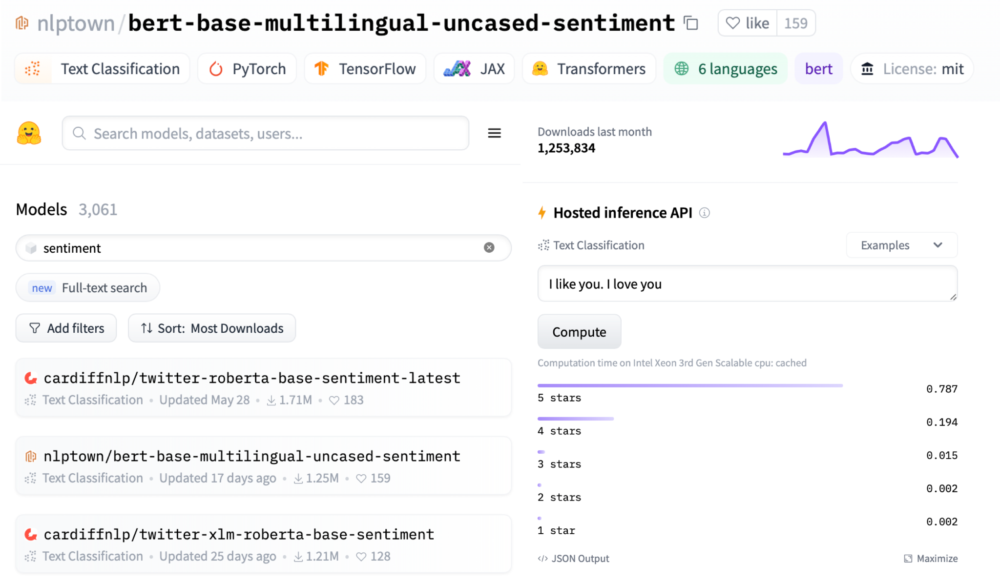 nlptown/bert-base-multilingual-uncased-sentiment like 159
Text Classification PyTorch TensorFlow JAX Transformers 6 languages bert License: mit
Search models, datasets, users...
Models 3,061
sentiment
new Full-text search
Add filters Sort: Most Downloads
cardiffnlp/twitter-roberta-base-sentiment-latest
Text Classification • Updated May 28 • 1.71M • 183
nlptown/bert-base-multilingual-uncased-sentiment
Text Classification • Updated 17 days ago • 1.25M • 159
cardiffnlp/twitter-xlm-roberta-base-sentiment
Text Classification • Updated 25 days ago • 1.21M • 128
Downloads last month
1,253,834
Hosted inference API
Text Classification Examples
I like you. I love you
Compute
Computation time on Intel Xeon 3rd Gen Scalable cpu: cached
5 stars 0.787
4 stars 0.194
3 stars 0.015
2 stars 0.002
1 star 0.002
</> JSON Output Maximize